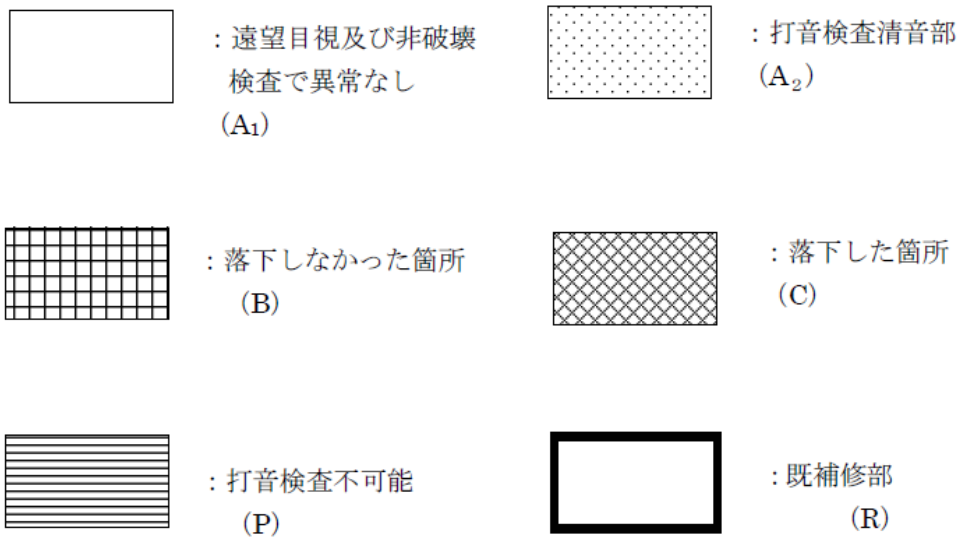 ：遠望目視及び非破壊
検査で異常なし
（A₁）
：打音検査清音部
（A₂）
：落下しなかった箇所
（B）
：落下した箇所
（C）
：打音検査不可能
（P）
：既補修部
（R）